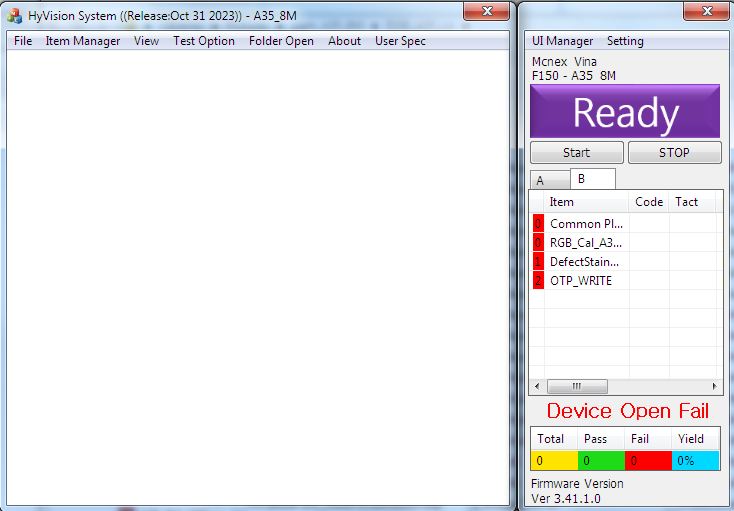 HyVision System ((Release:Oct 31 2023)) - A35_8M
File Item Manager View Test Option Folder Open About User Spec
UI Manager Setting
Mcnex Vina
F150 - A35 8M
Ready
Start STOP
A B
Item Code Tact
0 Common Pl...
0 RGB_Cal_A3...
1 DefectStain...
2 OTP_WRITE
Device Open Fail
Total Pass Fail Yield
0 0 0 0%
Firmware Version
Ver 3.41.1.0